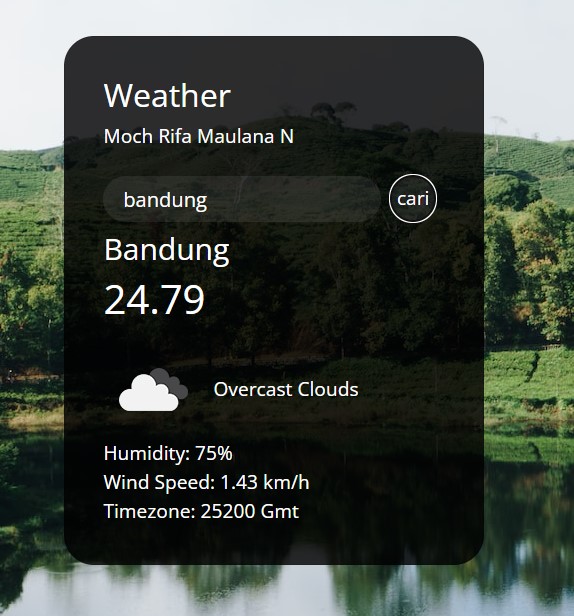 Weather
Moch Rifa Maulana N
bandung
cari
Bandung
24.79
Overcast Clouds
Humidity: 75%
Wind Speed: 1.43 km/h
Timezone: 25200 Gmt